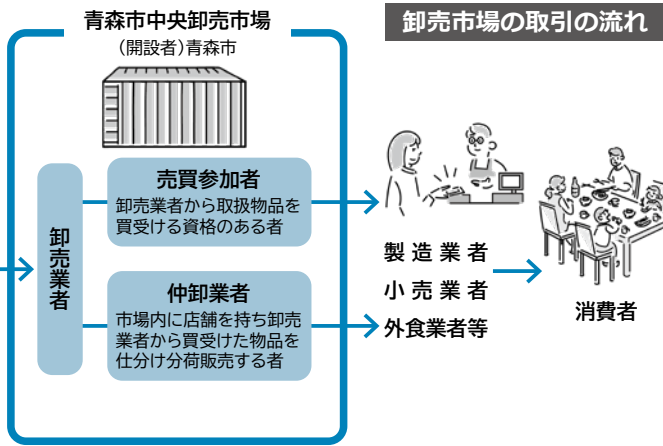 卸売市場の取引の流れ
青森市中央卸売市場
(開設者)青森市
卸売業者
売買参加者
卸売業者から取扱物品を
買受ける資格のある者
仲卸業者
市場内に店舗を持ち卸売
業者から買受けた物品を
仕分け分荷販売する者
製造業者
小売業者
外食業者等
消費者